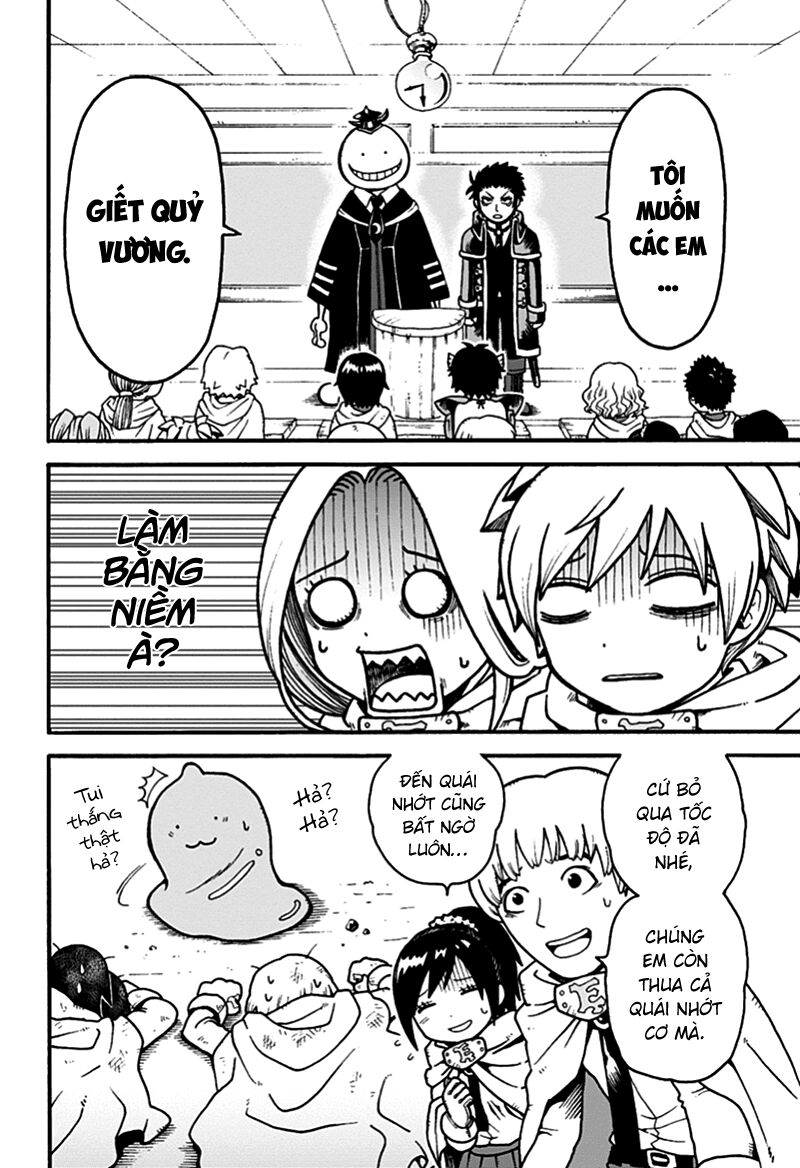 TÔI
MUỐN
CÁC EM
...
GIẾT QUỶ
VƯƠNG.
LÀM
BẰNG
NIỀM
À?
CỨ BỎ
QUA TỐC
ĐỘ ĐÃ
NHÉ,
CHÚNG
EM CÒN
THUA CẢ
QUÁI NHỚT
CƠ MÀ.
ĐẾN QUÁI
NHỚT CŨNG
BẤT NGỜ
LUÔN...
Hả?
Hả?
Tui
thắng
thật
hả?
E
E